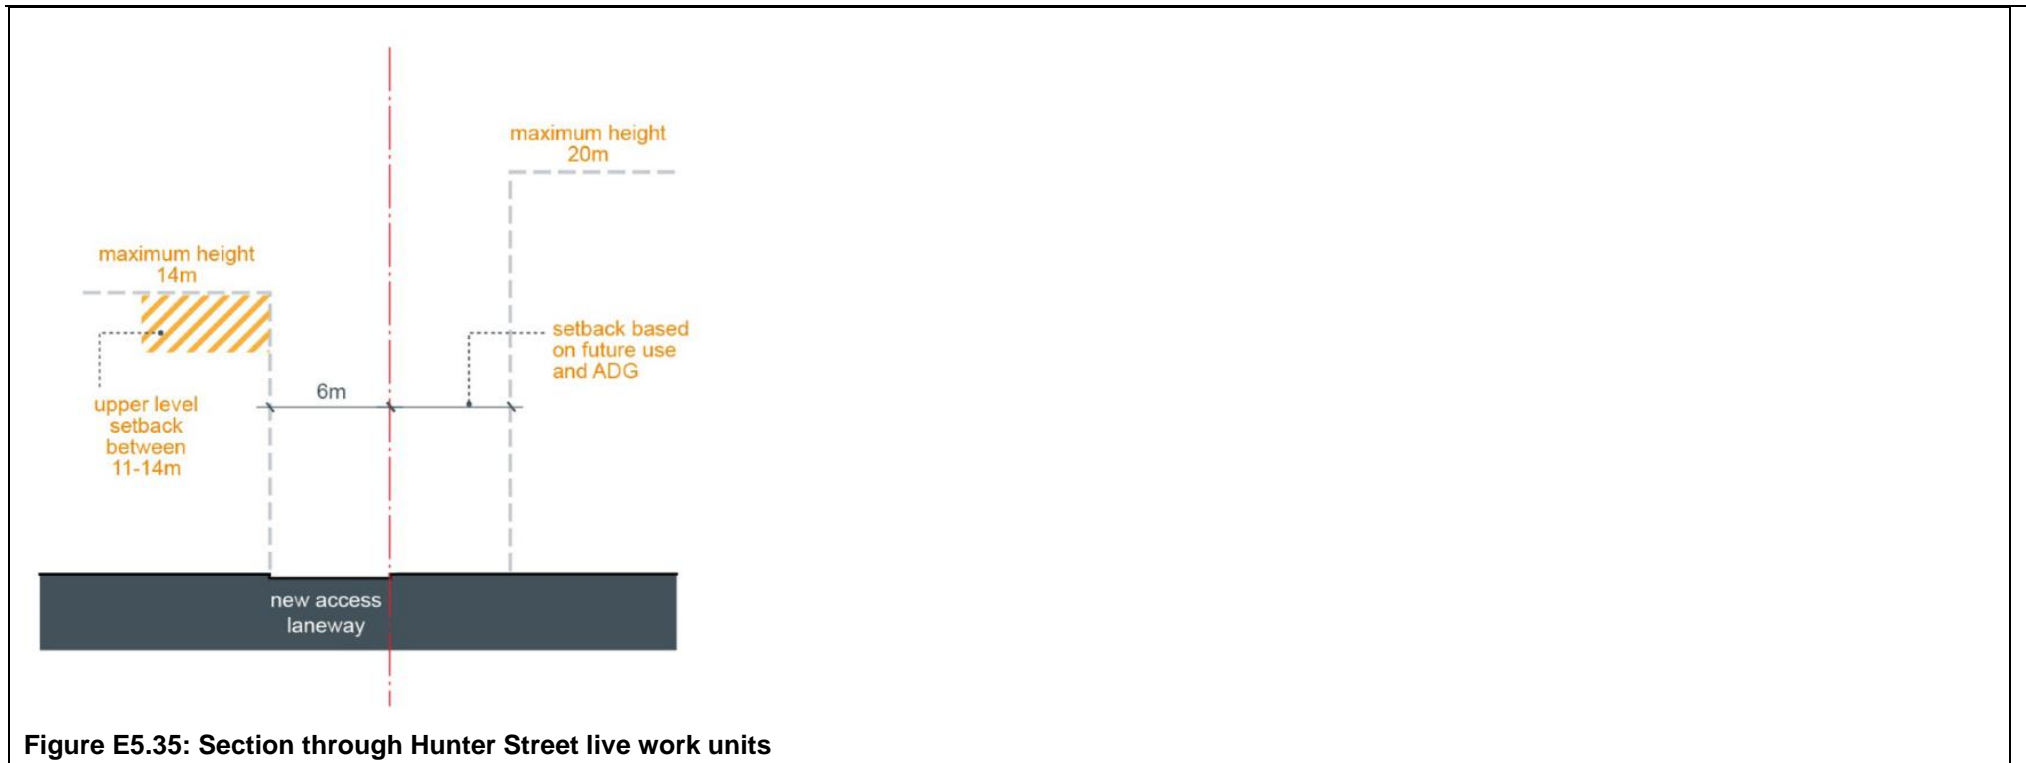 maximum height
20m
maximum height
14m
setback based
on future use
and ADG
6m
upper level
setback
between
11-14m
new access
laneway
Figure E5.35: Section through Hunter Street live work units